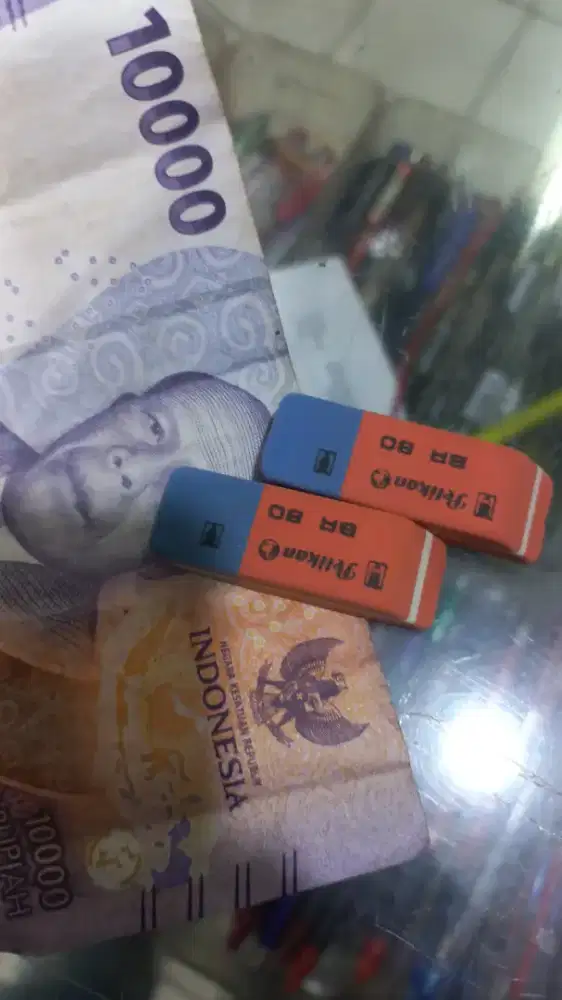 10000
BR 80
Pelikan
BR 80
Pelikan
NEGARA KESATUAN REPUBLIK
INDONESIA
10000
RUPIAH